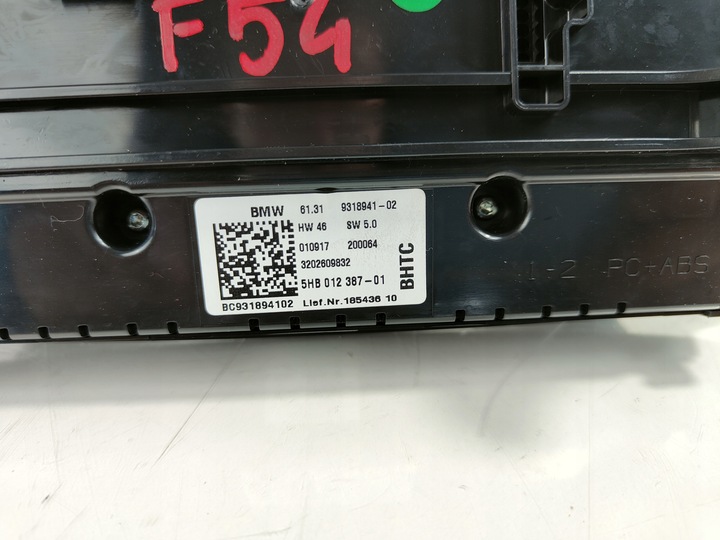 F54
BMW 61.31 9318941-02
HW 46 SW 5.0
010917 200064
3202609832
5HB 012 387-01
BC931894102 Lief.Nr.185436 10
BHTC
PC+ABS